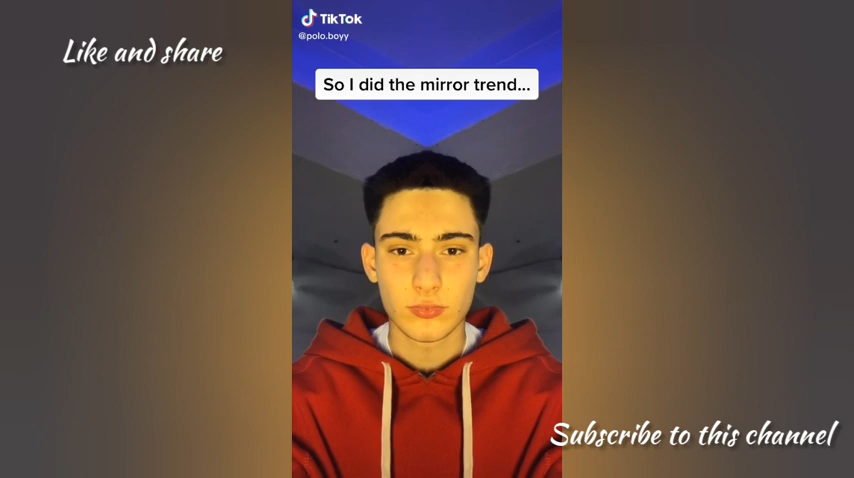 TikTok
@polo.boyy
Like and share
So I did the mirror trend...
Subscribe to this channel